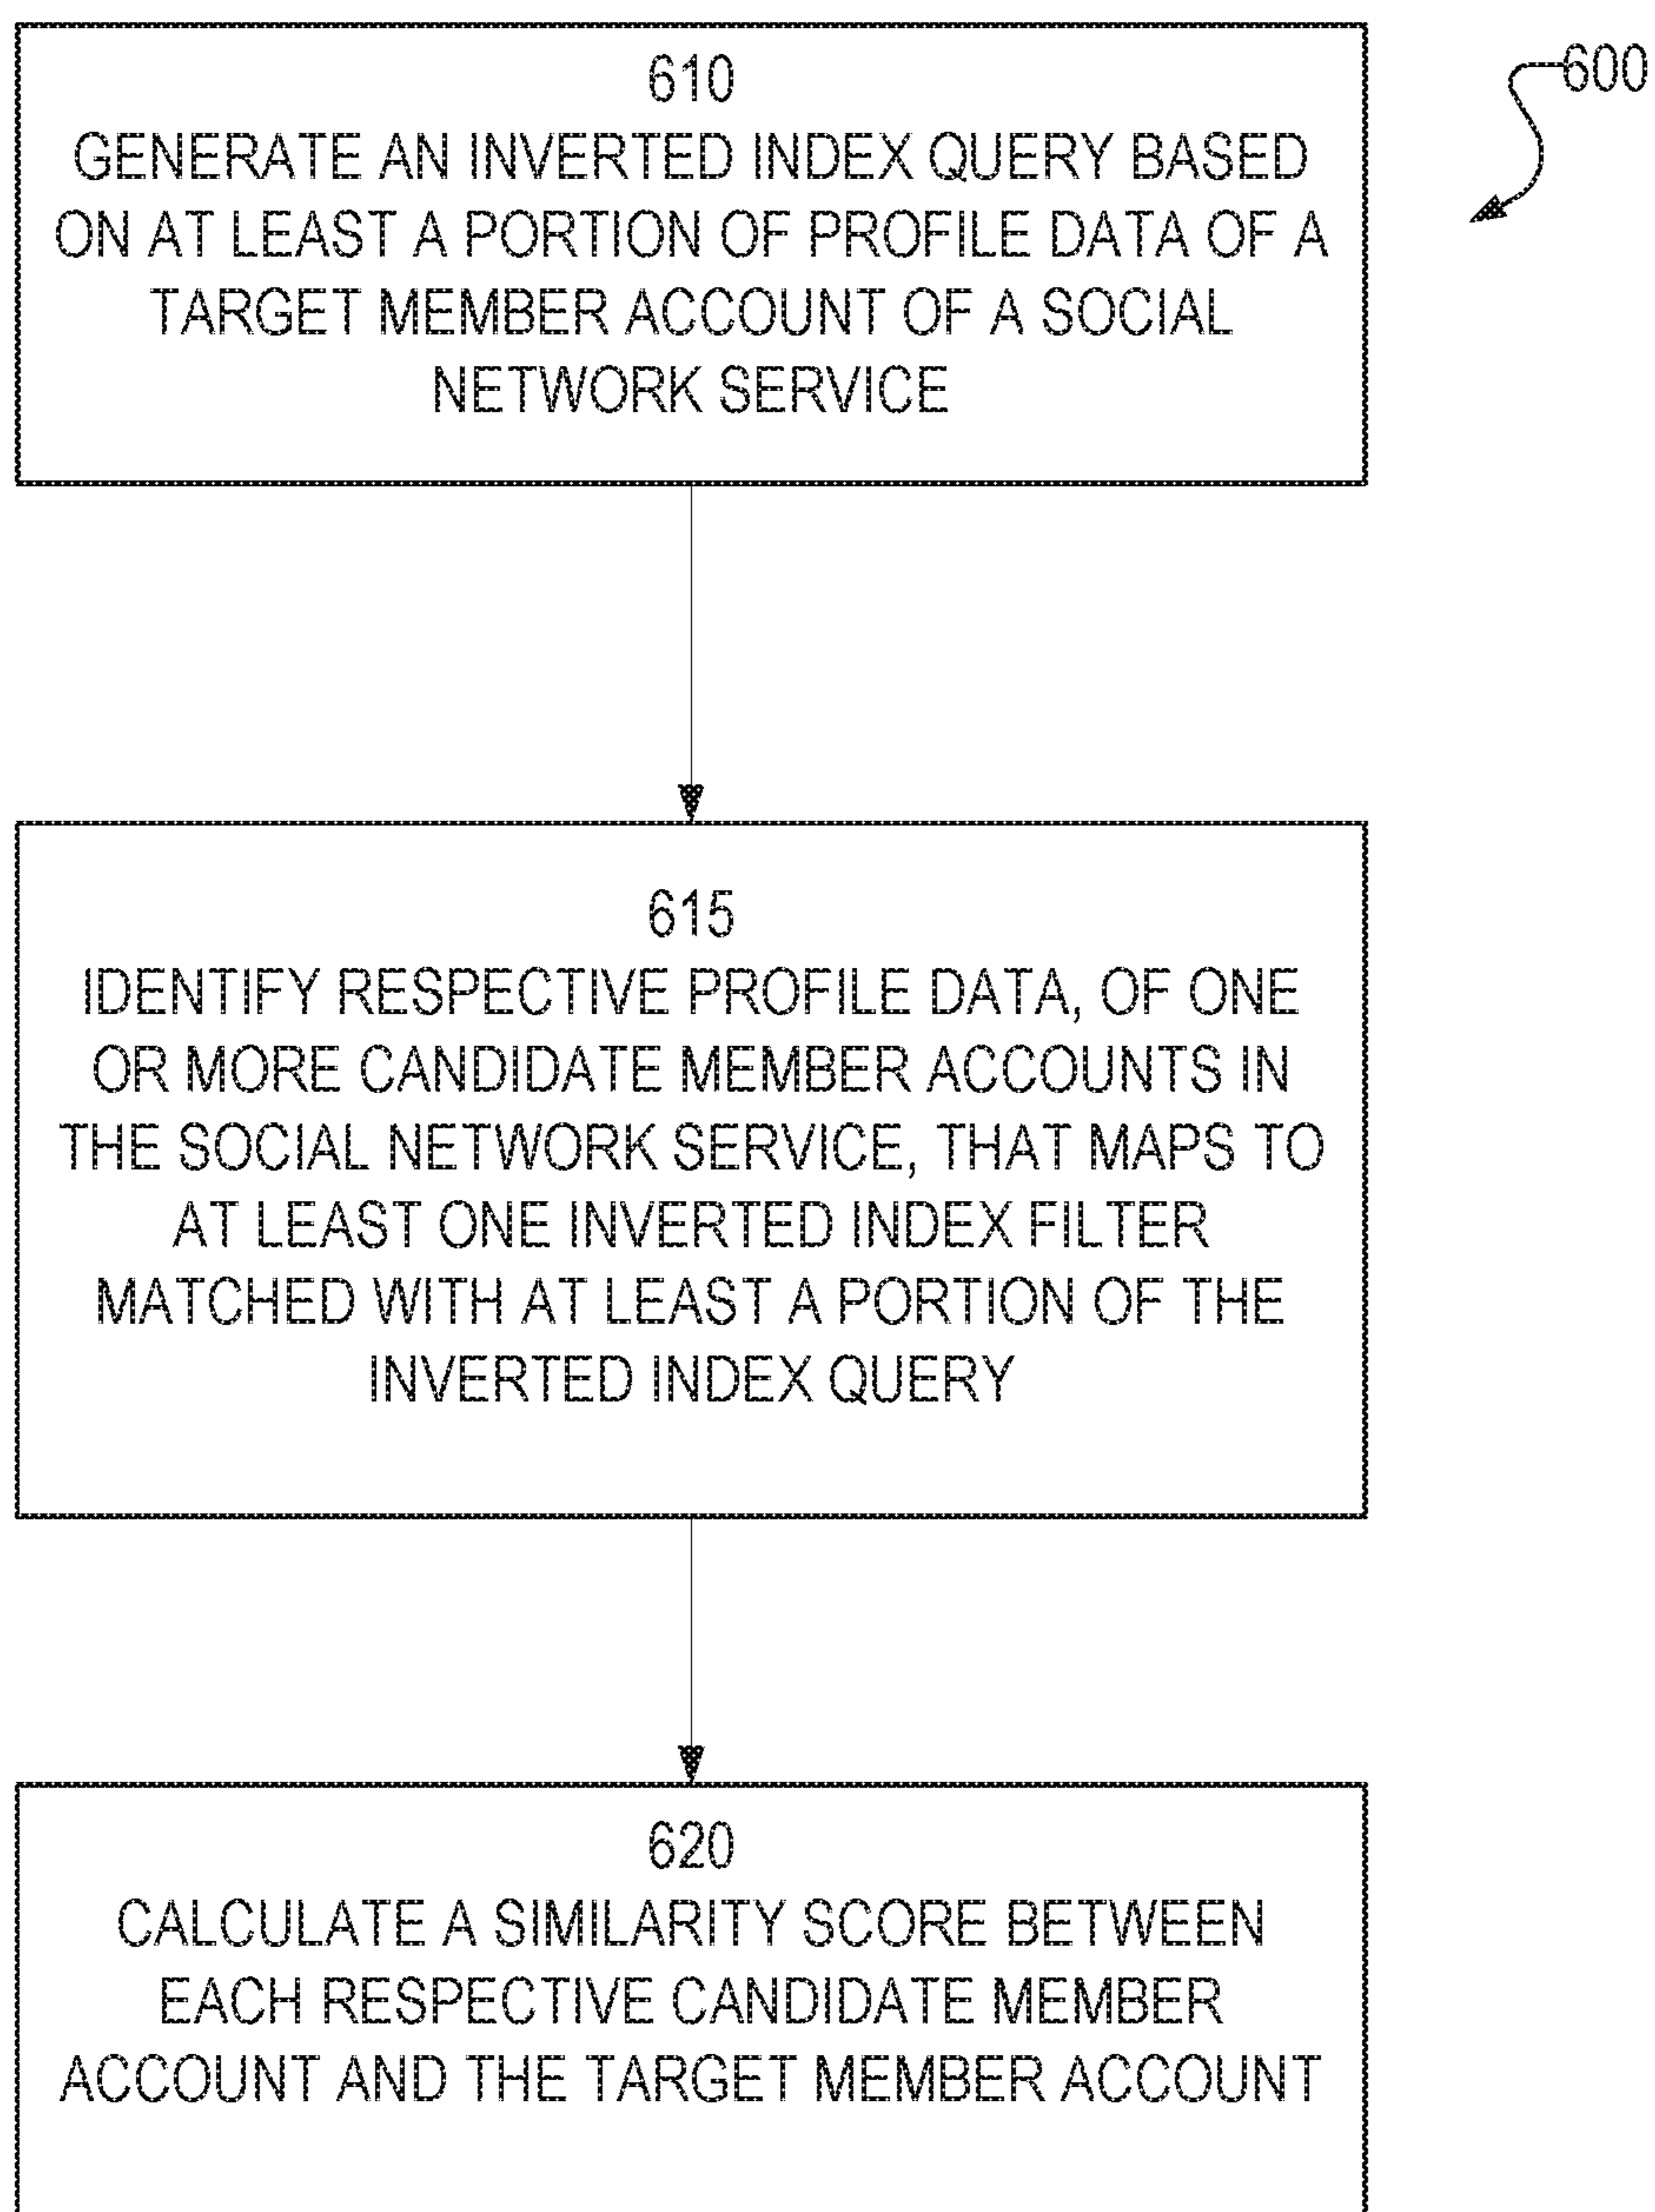 600
610
GENERATE AN INVERTED INDEX QUERY BASED
ON AT LEAST A PORTION OF PROFILE DATA OF A
TARGET MEMBER ACCOUNT OF A SOCIAL
NETWORK SERVICE
615
IDENTIFY RESPECTIVE PROFILE DATA, OF ONE
OR MORE CANDIDATE MEMBER ACCOUNTS IN
THE SOCIAL NETWORK SERVICE, THAT MAPS TO
AT LEAST ONE INVERTED INDEX FILTER
MATCHED WITH AT LEAST A PORTION OF THE
INVERTED INDEX QUERY
620
CALCULATE A SIMILARITY SCORE BETWEEN
EACH RESPECTIVE CANDIDATE MEMBER
ACCOUNT AND THE TARGET MEMBER ACCOUNT